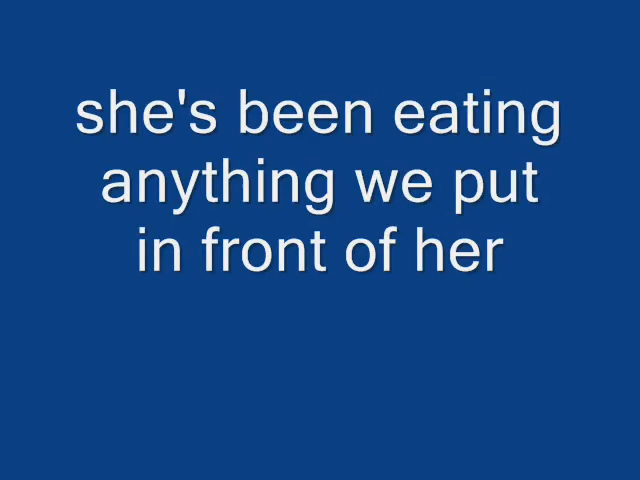 she's been eating
anything we put
in front of her